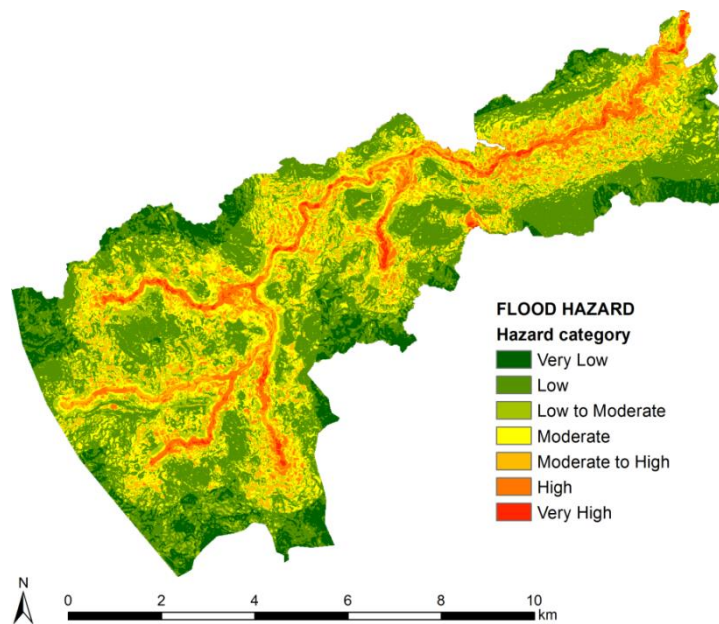 FLOOD HAZARD
Hazard category
Very Low
Low
Low to Moderate
Moderate
Moderate to High
High
Very High
N
0 2 4 6 8 10
km